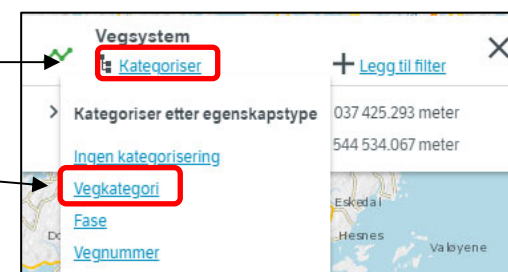 Vegsystem
Kategoriser
Legg til filter
Kategoriser etter egenskapstype
037 425.293 meter
544 534.067 meter
Ingen kategorisering
Vegkategori
Fase
Vegnummer
Eskedal
Hesnes
Valøyene